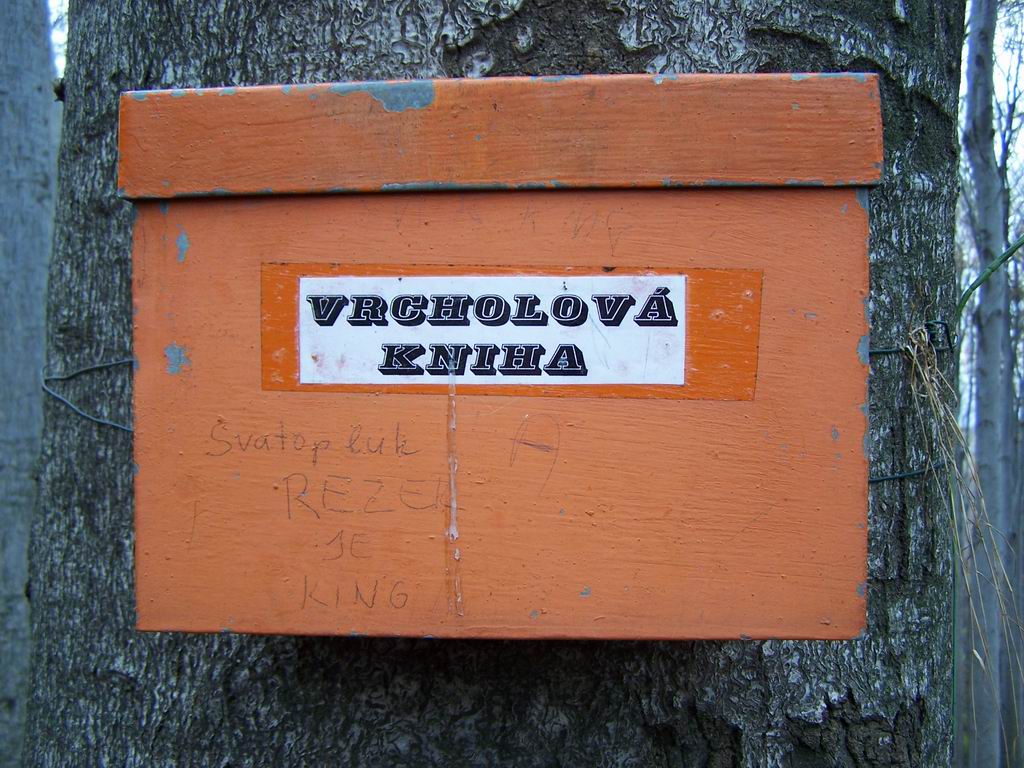 VRCHOLOVÁ
KNIHA
Svatopluk
REZEK
JE
KING